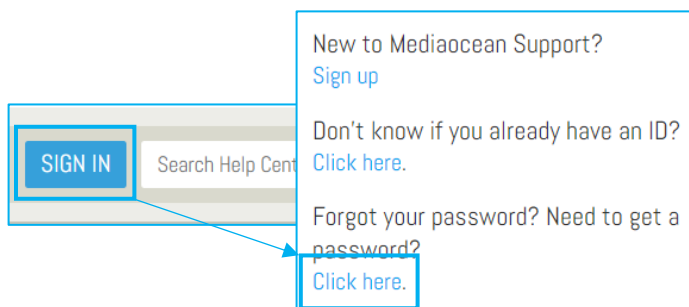 SIGN IN
Search Help Cent
New to Mediaocean Support?
Sign up
Don't know if you already have an ID?
Click here.
Forgot your password? Need to get a
password?
Click here.